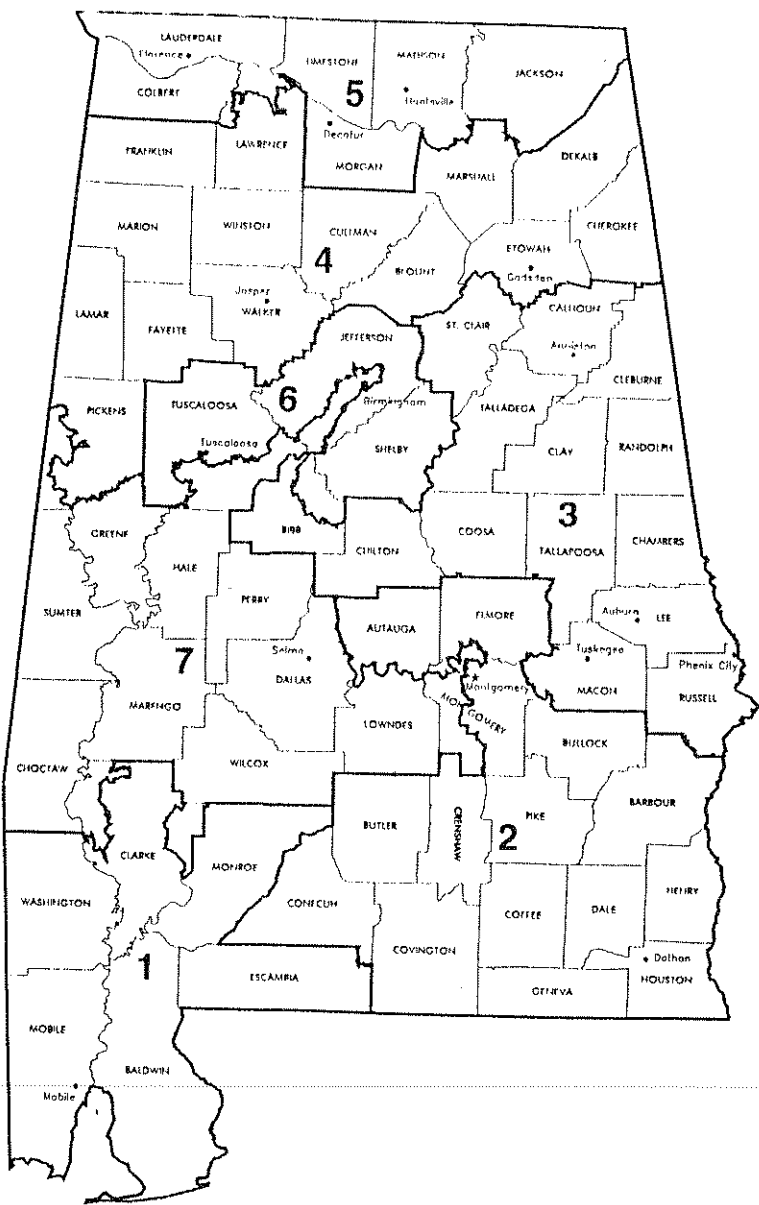 LAUDERDALE
Florence
LIMESTONE
MADISON
JACKSON
COLBERT
5
Huntsville
Decatur
FRANKLIN
LAWRENCE
MORGAN
MARSHALL
DEKALB
MARION
WINSTON
CULLMAN
ETOWAH
CHEROKEE
4
BLOUNT
Gadsden
Jasper
WALKER
LAMAR
FAYETTE
JEFFERSON
ST. CLAIR
CALHOUN
Anniston
CLEBURNE
PICKENS
TUSCALOOSA
6
Birmingham
TALLADEGA
Tuscaloosa
SHELBY
CLAY
RANDOLPH
3
GREENE
BIBB
COOSA
TALLAPOOSA
CHAMBERS
HALE
CHILTON
PERRY
SUMTER
AUTAUGA
ELMORE
Auburn
LEE
7
Selma
DALLAS
Tuskegee
Phenix City
MACON
RUSSELL
MARENGO
Montgomery
MONTGOMERY
LOWNDES
BULLOCK
CHOCTAW
WILCOX
BARBOUR
BUTLER
CRENSHAW
2
PIKE
CLARKE
MONROE
WASHINGTON
CONECUH
HENRY
COFFEE
DALE
COVINGTON
Dothan
1
ESCAMBIA
GENEVA
HOUSTON
MOBILE
BALDWIN
Mobile